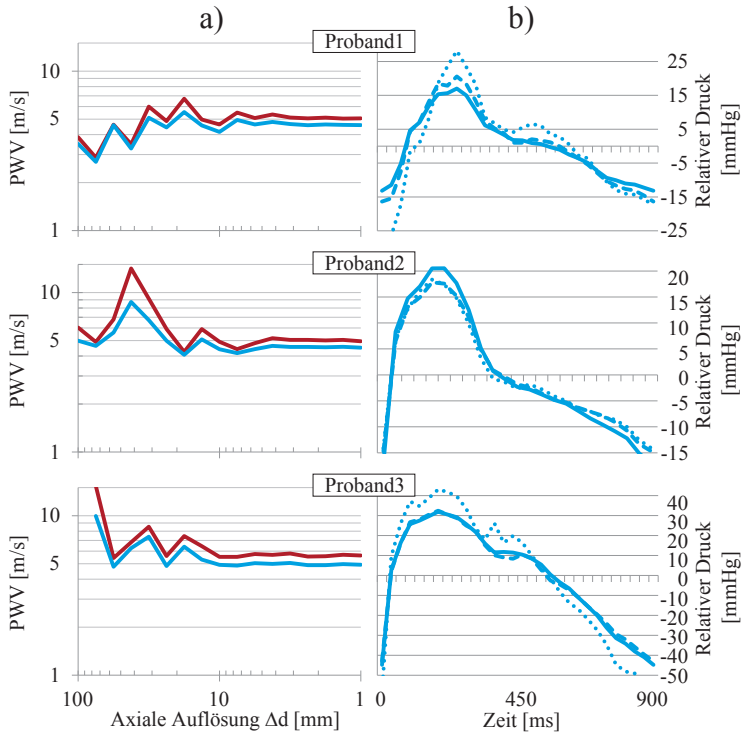 a)
b)
Proband1
10
5
1
PWV [m/s]
25
15
5
-5
-15
-25
Relativer Druck
[mmHg]
Proband2
10
5
1
PWV [m/s]
20
15
10
5
0
-5
-10
-15
Relativer Druck
[mmHg]
Proband3
10
5
1
PWV [m/s]
40
30
20
10
0
-10
-20
-30
-40
-50
Relativer Druck
[mmHg]
100
10
1
Axiale Auflösung Δd [mm]
0
450
900
Zeit [ms]